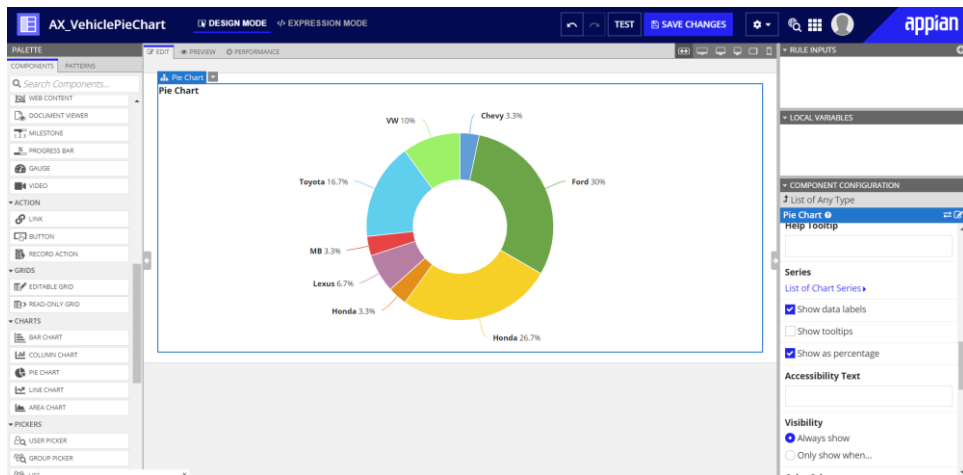 AX_VehiclePieChart
DESIGN MODE
EXPRESSION MODE
TEST
SAVE CHANGES
appian
PALETTE
COMPONENTS
PATTERNS
Search Components...
WEB CONTENT
DOCUMENT VIEWER
MILESTONE
PROGRESS BAR
GAUGE
VIDEO
ACTION
LINK
BUTTON
RECORD ACTION
GRIDS
EDITABLE GRID
READ-ONLY GRID
CHARTS
BAR CHART
COLUMN CHART
PIE CHART
LINE CHART
AREA CHART
PICKERS
USER PICKER
GROUP PICKER
EDIT
PREVIEW
PERFORMANCE
Pie Chart
Pie Chart
VW 10%
Chevy 3.3%
Toyota 16.7%
Ford 30%
MB 3.3%
Lexus 6.7%
Honda 3.3%
Honda 26.7%
RULE INPUTS
LOCAL VARIABLES
COMPONENT CONFIGURATION
List of Any Type
Pie Chart
Help Tooltip
Series
List of Chart Series
Show data labels
Show tooltips
Show as percentage
Accessibility Text
Visibility
Always show
Only show when...